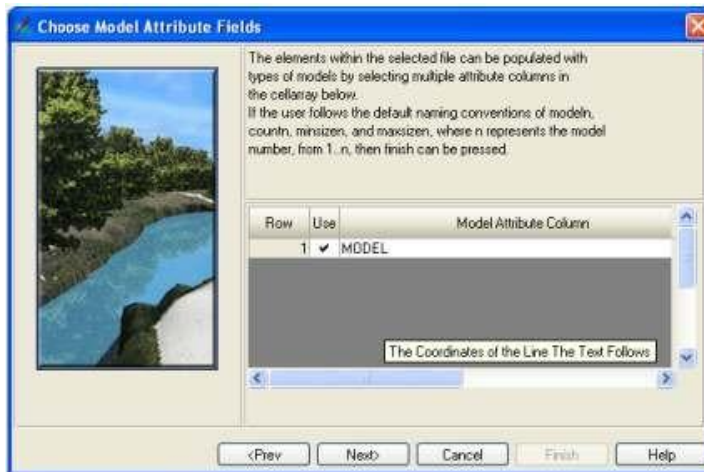 Choose Model Attribute Fields
The elements within the selected file can be populated with
types of models by selecting multiple attribute columns in
the cellarray below.
If the user follows the default naming conventions of modeln,
countn, minsizen, and maxsizen, where n represents the model
number, from 1..n, then finish can be pressed.
Row Use Model Attribute Column
1 ✔ MODEL
The Coordinates of the Line The Text Follows
<Prev Next> Cancel Finish Help